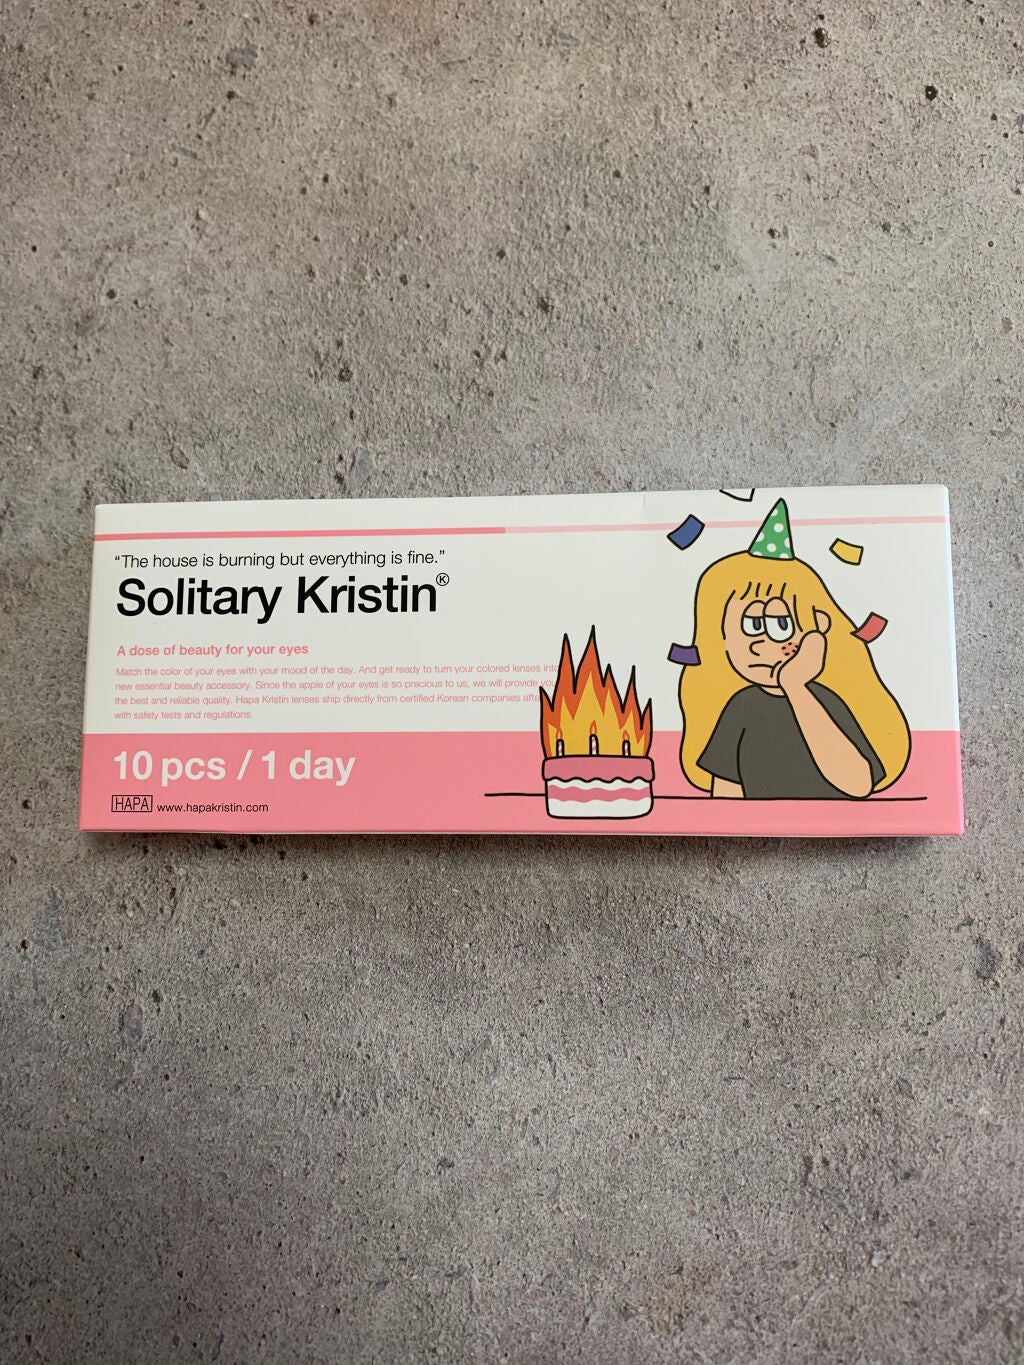 “The house is burning but everything is fine.”
Solitary Kristin®
A dose of beauty for your eyes
Match the color of your eyes with your mood of the day. And get ready to turn your colored lenses into
new essential beauty accessory. Since the apple of your eyes is so precious to us, we will provide you
the best and reliable quality. Hapa Kristin lenses ship directly from certified Korean companies after
with safety tests and regulations.
10 pcs / 1 day
HAPA www.hapakristin.com